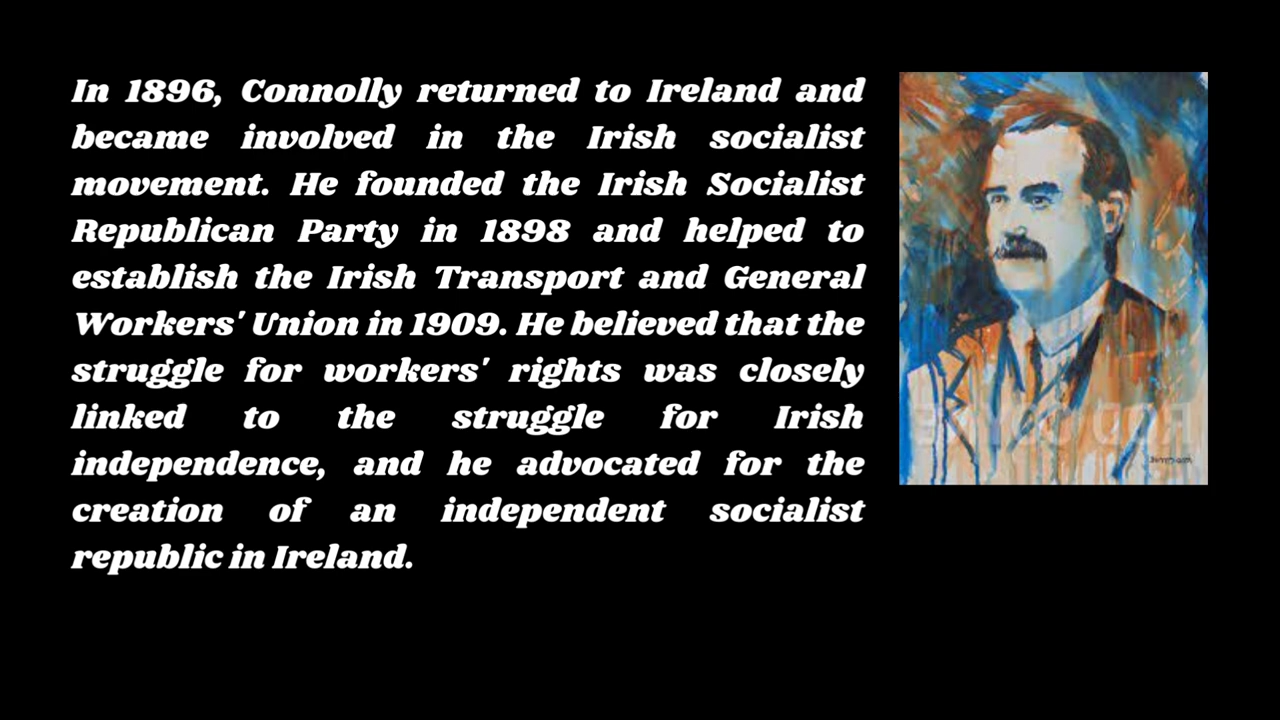 In 1896, Connolly returned to Ireland and
became involved in the Irish socialist
movement. He founded the Irish Socialist
Republican Party in 1898 and helped to
establish the Irish Transport and General
Workers' Union in 1909. He believed that the
struggle for workers' rights was closely
linked to the struggle for Irish
independence, and he advocated for the
creation of an independent socialist
republic in Ireland.